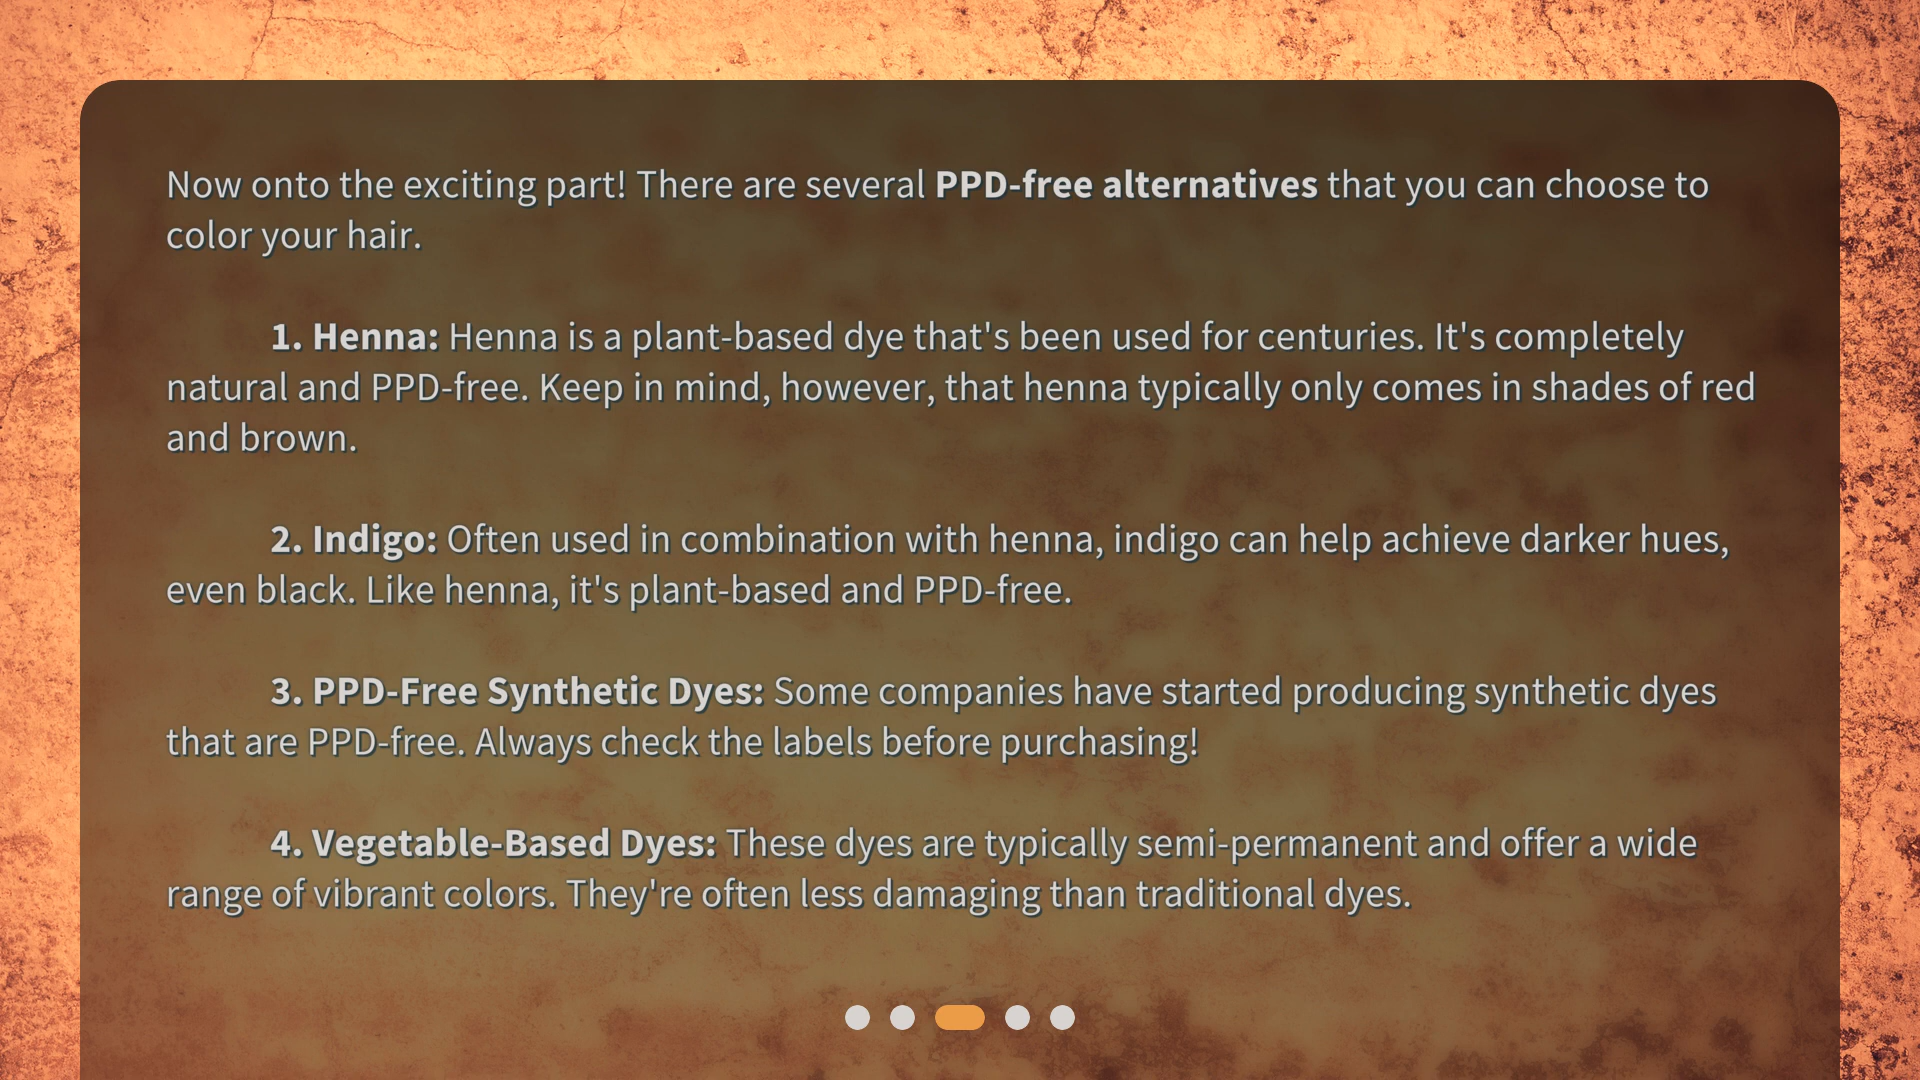 Now onto the exciting part! There are several PPD-free alternatives that you can choose to
color your hair.
1. Henna: Henna is a plant-based dye that's been used for centuries. It's completely
natural and PPD-free. Keep in mind, however, that henna typically only comes in shades of red
and brown.
2. Indigo: Often used in combination with henna, indigo can help achieve darker hues,
even black. Like henna, it's plant-based and PPD-free.
3. PPD-Free Synthetic Dyes: Some companies have started producing synthetic dyes
that are PPD-free. Always check the labels before purchasing!
4. Vegetable-Based Dyes: These dyes are typically semi-permanent and offer a wide
range of vibrant colors. They're often less damaging than traditional dyes.